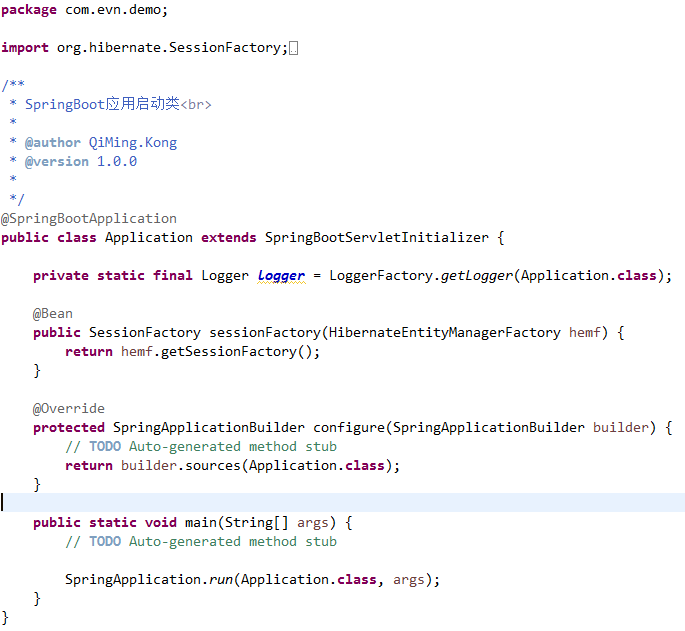 package com.evn.demo;
import org.hibernate.SessionFactory;
/**
 * SpringBoot应用启动类<br>
 *
 * @author QiMing.Kong
 * @version 1.0.0
 *
 */
@SpringBootApplication
public class Application extends SpringBootServletInitializer {
    private static final Logger logger = LoggerFactory.getLogger(Application.class);
    @Bean
    public SessionFactory sessionFactory(HibernateEntityManagerFactory hemf) {
        return hemf.getSessionFactory();
    }
    @Override
    protected SpringApplicationBuilder configure(SpringApplicationBuilder builder) {
        // TODO Auto-generated method stub
        return builder.sources(Application.class);
    }
    public static void main(String[] args) {
        // TODO Auto-generated method stub
        SpringApplication.run(Application.class, args);
    }
}